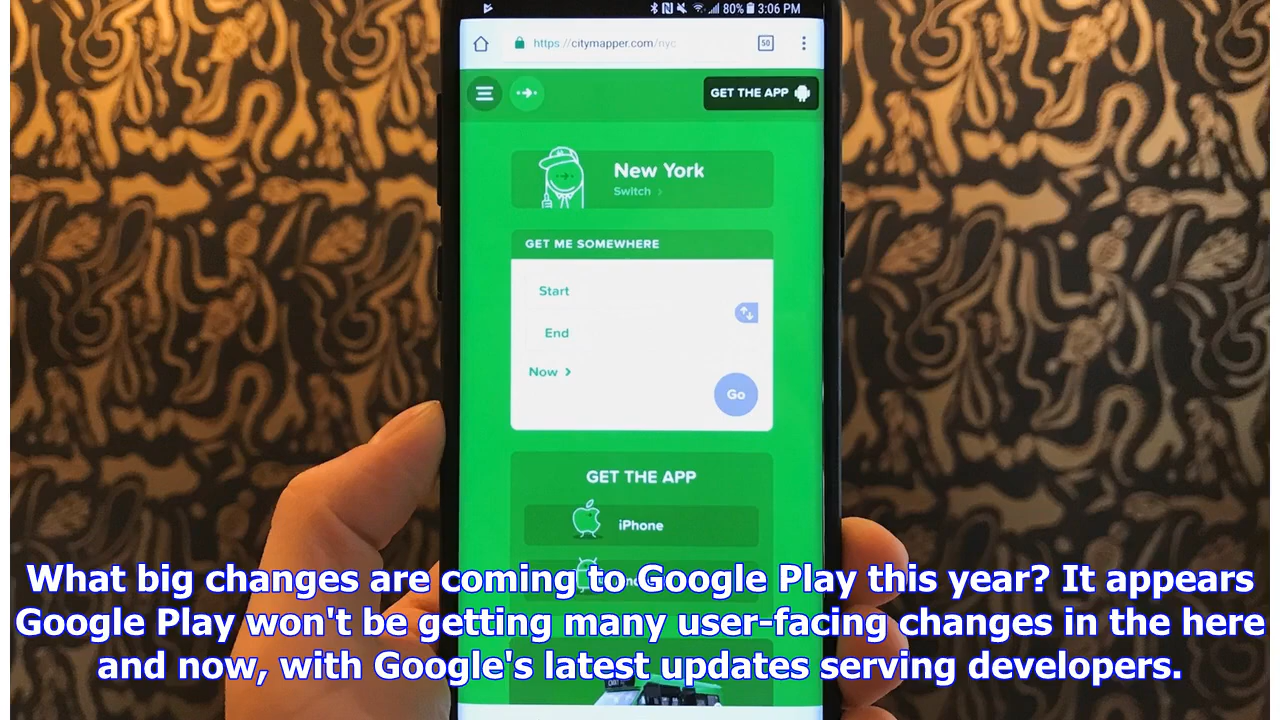 80% 3:06 PM
https://citymapper.com/nyc
50
GET THE APP
New York
Switch >
GET ME SOMEWHERE
Start
End
Now >
Go
GET THE APP
iPhone
What big changes are coming to Google Play this year? It appears
Google Play won't be getting many user-facing changes in the here
and now, with Google's latest updates serving developers.